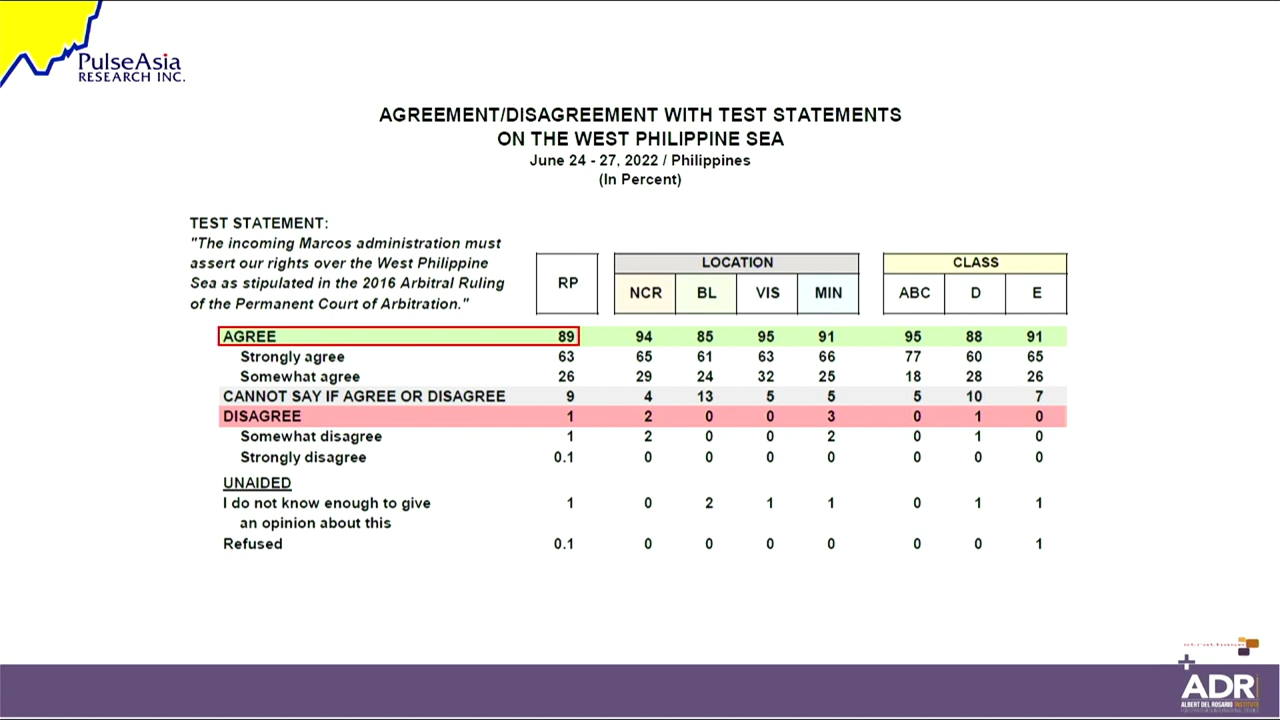 PulseAsia
RESEARCH INC.
AGREEMENT/DISAGREEMENT WITH TEST STATEMENTS
ON THE WEST PHILIPPINE SEA
June 24 - 27, 2022 / Philippines
(In Percent)
TEST STATEMENT:
"The incoming Marcos administration must
assert our rights over the West Philippine
Sea as stipulated in the 2016 Arbitral Ruling
of the Permanent Court of Arbitration."
RP LOCATION CLASS
NCR BL VIS MIN ABC D E
AGREE 89 94 85 95 91 95 88 91
Strongly agree 63 65 61 63 66 77 60 65
Somewhat agree 26 29 24 32 25 18 28 26
CANNOT SAY IF AGREE OR DISAGREE 9 4 13 5 5 5 10 7
DISAGREE 1 2 0 0 3 0 1 0
Somewhat disagree 1 2 0 0 2 0 1 0
Strongly disagree 0.1 0 0 0 0 0 0 0
UNAIDED
I do not know enough to give 1 0 2 1 1 0 1 1
an opinion about this
Refused 0.1 0 0 0 0 0 0 1
ADR
ALBERT DEL ROSARIO INSTITUTE